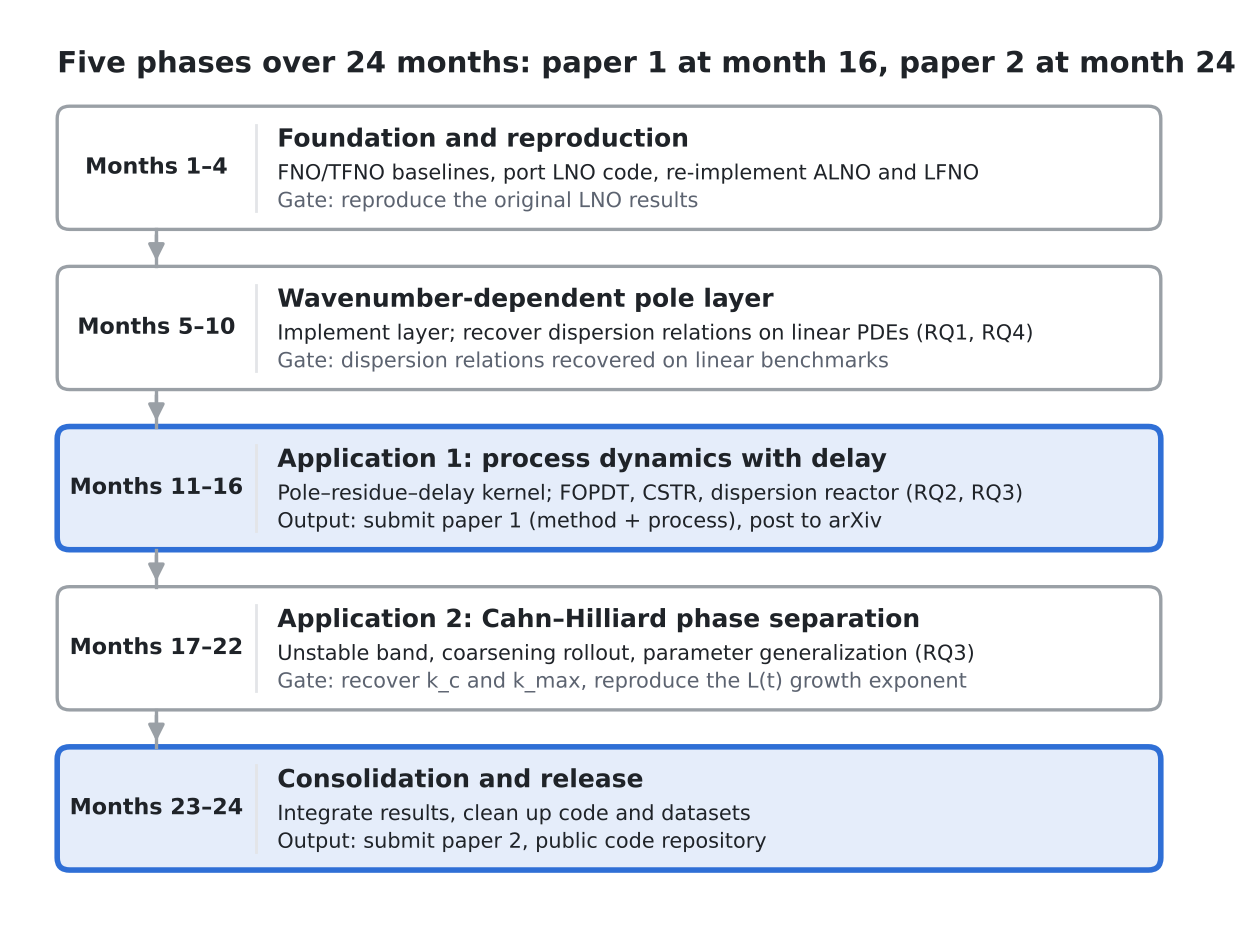 Five phases over 24 months: paper 1 at month 16, paper 2 at month 24
Months 1–4
Foundation and reproduction
FNO/TFNO baselines, port LNO code, re-implement ALNO and LFNO
Gate: reproduce the original LNO results
Months 5–10
Wavenumber-dependent pole layer
Implement layer; recover dispersion relations on linear PDEs (RQ1, RQ4)
Gate: dispersion relations recovered on linear benchmarks
Months 11–16
Application 1: process dynamics with delay
Pole–residue–delay kernel; FOPDT, CSTR, dispersion reactor (RQ2, RQ3)
Output: submit paper 1 (method + process), post to arXiv
Months 17–22
Application 2: Cahn–Hilliard phase separation
Unstable band, coarsening rollout, parameter generalization (RQ3)
Gate: recover k_c and k_max, reproduce the L(t) growth exponent
Months 23–24
Consolidation and release
Integrate results, clean up code and datasets
Output: submit paper 2, public code repository